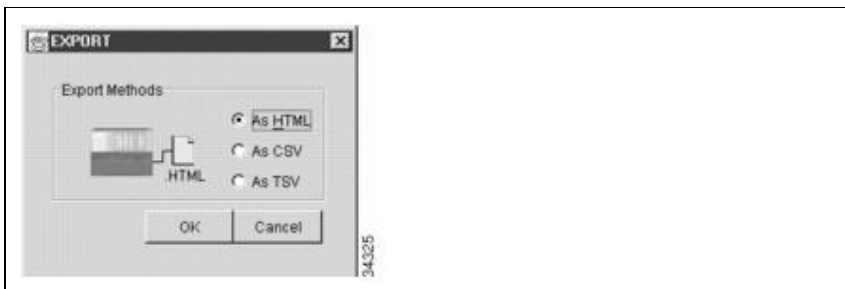 EXPORT
Export Methods
As HTML
As CSV
.HTML
As TSV
OK
Cancel
34325